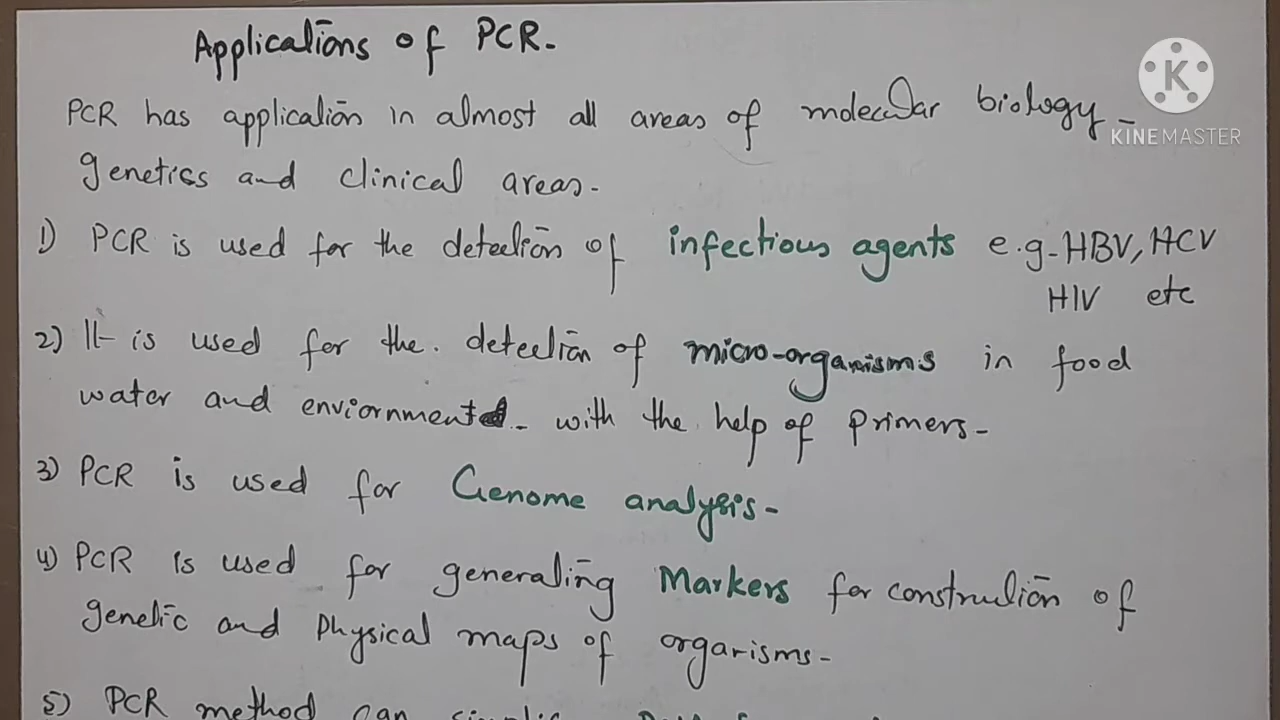 Applications of PCR.
PCR has application in almost all areas of molecular biology
genetics and clinical areas.
1) PCR is used for the detection of infectious agents e.g. HBV, HCV
HIV etc
2) It is used for the detection of micro-organisms in food
water and enviornment. with the help of primers.
3) PCR is used for Genome analysis.
4) PCR is used for generating Markers for construction of
genetic and Physical maps of organisms.
5) PCR method can
KINEMASTER